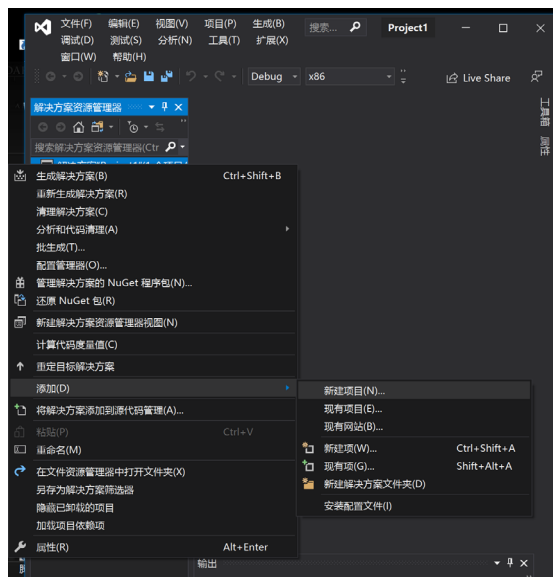 文件(F) 编辑(E) 视图(V) 项目(P) 生成(B) 搜索... Project1
调试(D) 测试(S) 分析(N) 工具(T) 扩展(X)
窗口(W) 帮助(H)
Debug x86 Live Share
解决方案资源管理器
工具箱
属性
搜索解决方案资源管理器(Ctr
生成解决方案(B) Ctrl+Shift+B
重新生成解决方案(R)
清理解决方案(C)
分析和代码清理(A)
批生成(T)...
配置管理器(O)...
管理解决方案的 NuGet 程序包(N)...
还原 NuGet 包(R)
新建解决方案资源管理器视图(N)
计算代码度量值(C)
重定目标解决方案
添加(D)
新建项目(N)...
现有项目(E)...
现有网站(B)...
新建项(W)... Ctrl+Shift+A
现有项(G)... Shift+Alt+A
新建解决方案文件夹(D)
安装配置文件(I)
将解决方案添加到源代码管理(A)...
粘贴(P) Ctrl+V
重命名(M)
在文件资源管理器中打开文件夹(X)
另存为解决方案筛选器
隐藏已卸载的项目
加载项目依赖项
属性(R) Alt+Enter
输出